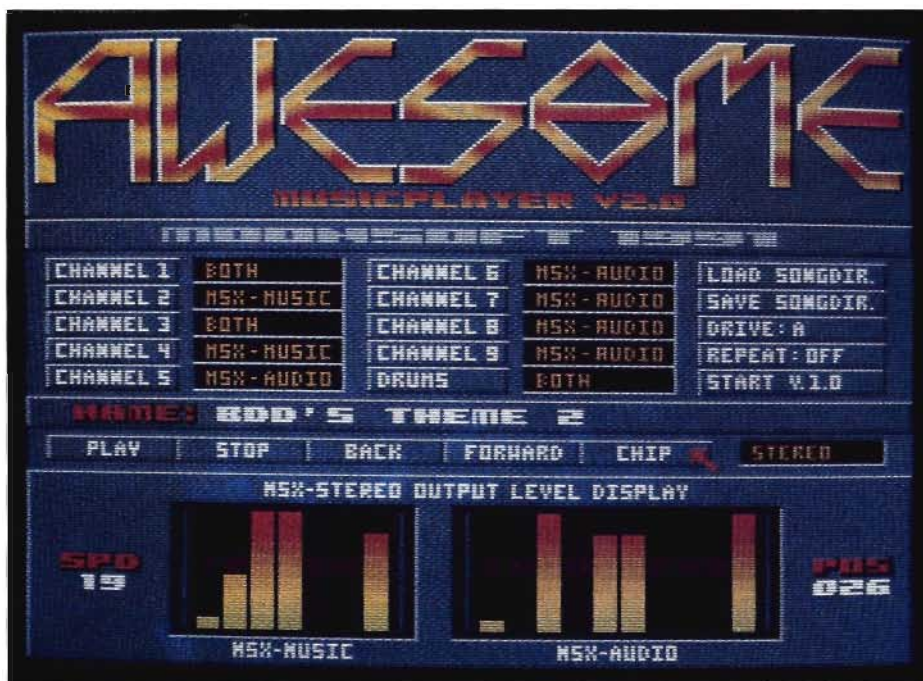 AWESOME
MUSICPLAYER V2.0
MOONSOFT 1991
CHANNEL 1 BOTH CHANNEL 6 MSX-AUDIO LOAD SONGDIR.
CHANNEL 2 MSX-MUSIC CHANNEL 7 MSX-AUDIO SAVE SONGDIR.
CHANNEL 3 BOTH CHANNEL 8 MSX-AUDIO DRIVE:A
CHANNEL 4 MSX-MUSIC CHANNEL 9 MSX-AUDIO REPEAT:OFF
CHANNEL 5 MSX-AUDIO DRUMS BOTH START V.1.0
NAME: BDD'S THEME 2
PLAY STOP BACK FORWARD CHIP STEREO
MSX-STEREO OUTPUT LEVEL DISPLAY
SPD POS
19 026
MSX-MUSIC MSX-AUDIO